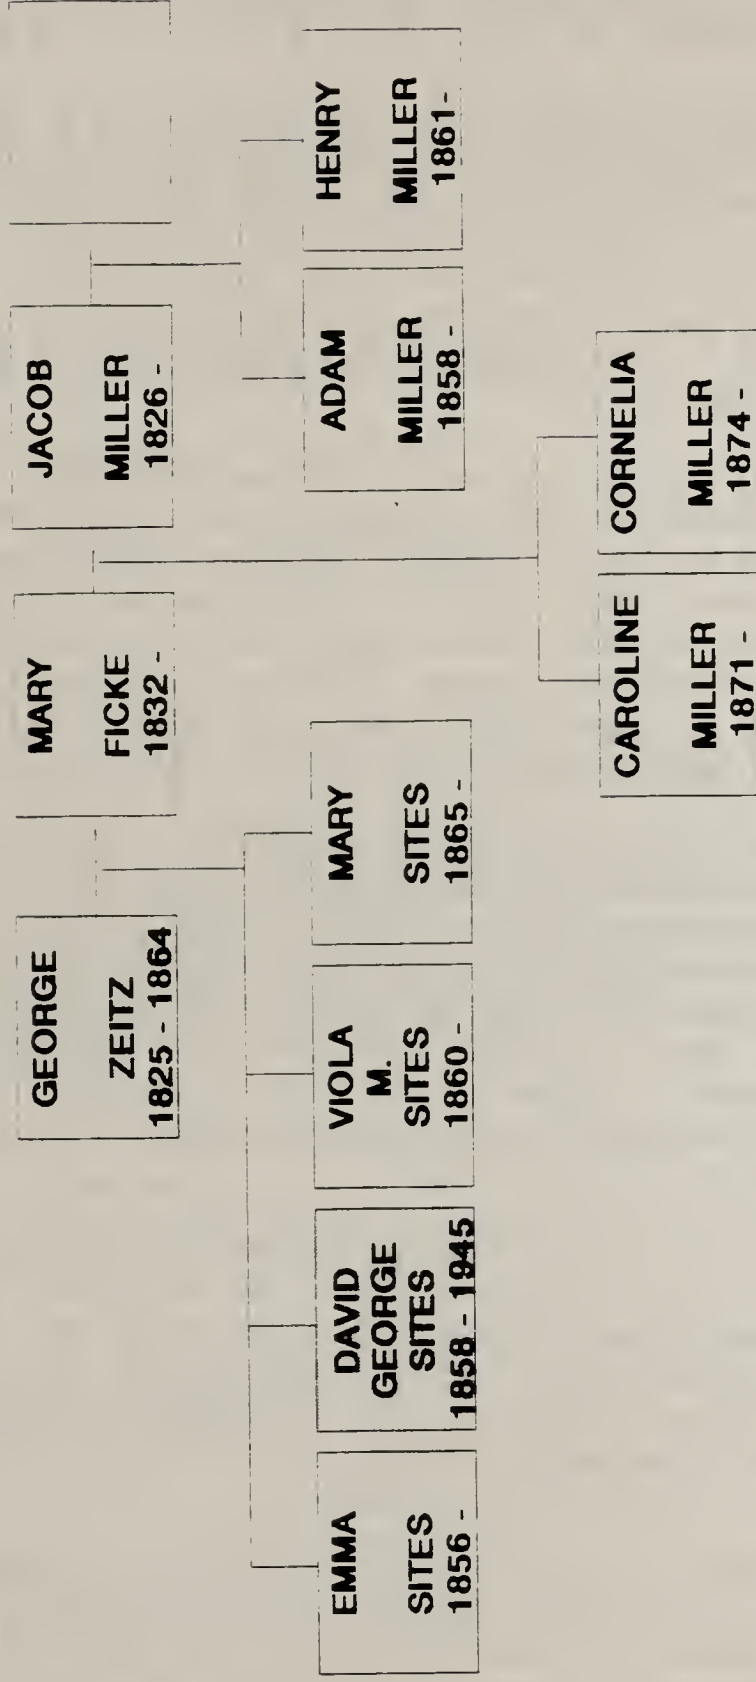 GEORGE
ZEITZ
1825 - 1864
MARY
FICKE
1832 -
JACOB
MILLER
1826 -
EMMA
SITES
1856 -
DAVID
GEORGE
SITES
1858 - 1945
VIOLA
M.
SITES
1860 -
MARY
SITES
1865 -
ADAM
MILLER
1858 -
HENRY
MILLER
1861-
CAROLINE
MILLER
1871 -
CORNELIA
MILLER
1874 -